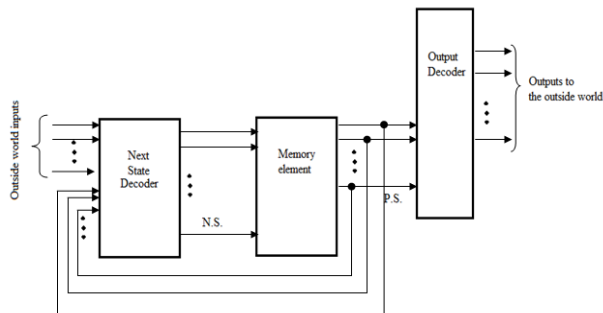 Outside world inputs
Next
State
Decoder
N.S.
Memory
element
P.S.
Output
Decoder
Outputs to
the outside world